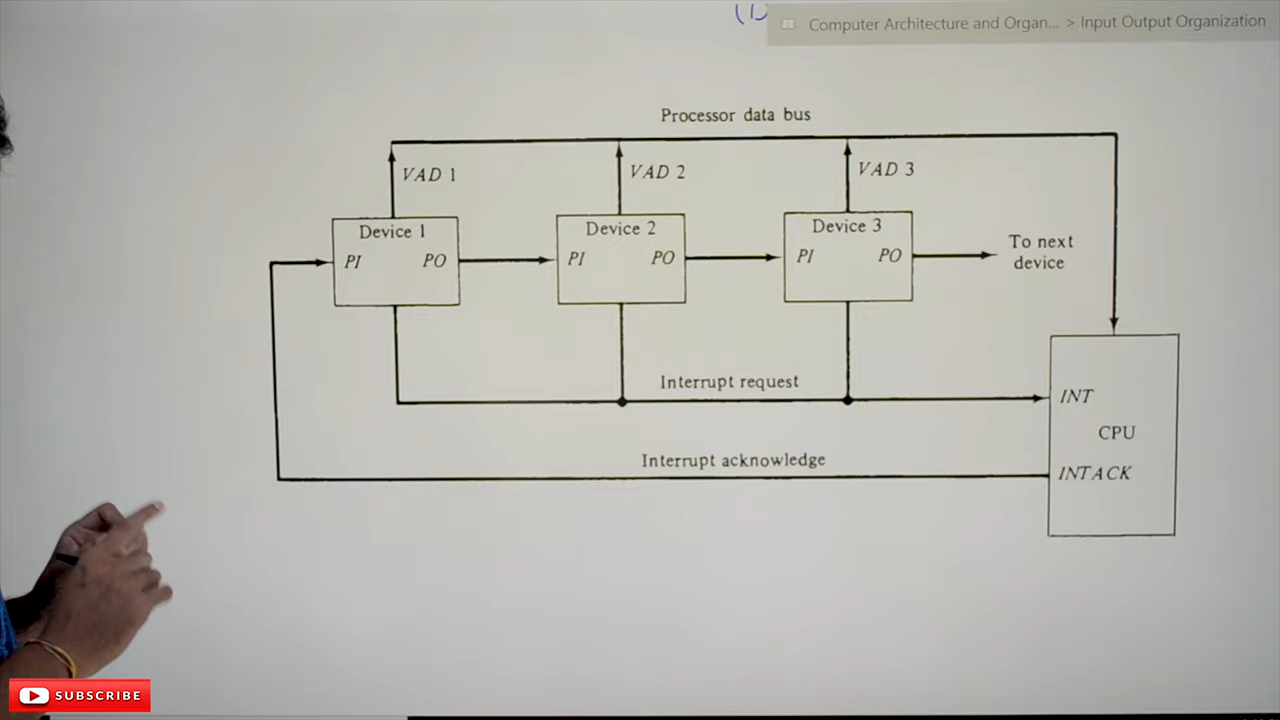 Computer Architecture and Organ... > Input Output Organization
Processor data bus
VAD 1
VAD 2
VAD 3
Device 1
PI
PO
Device 2
PI
PO
Device 3
PI
PO
To next
device
Interrupt request
INT
CPU
Interrupt acknowledge
INTACK
SUBSCRIBE